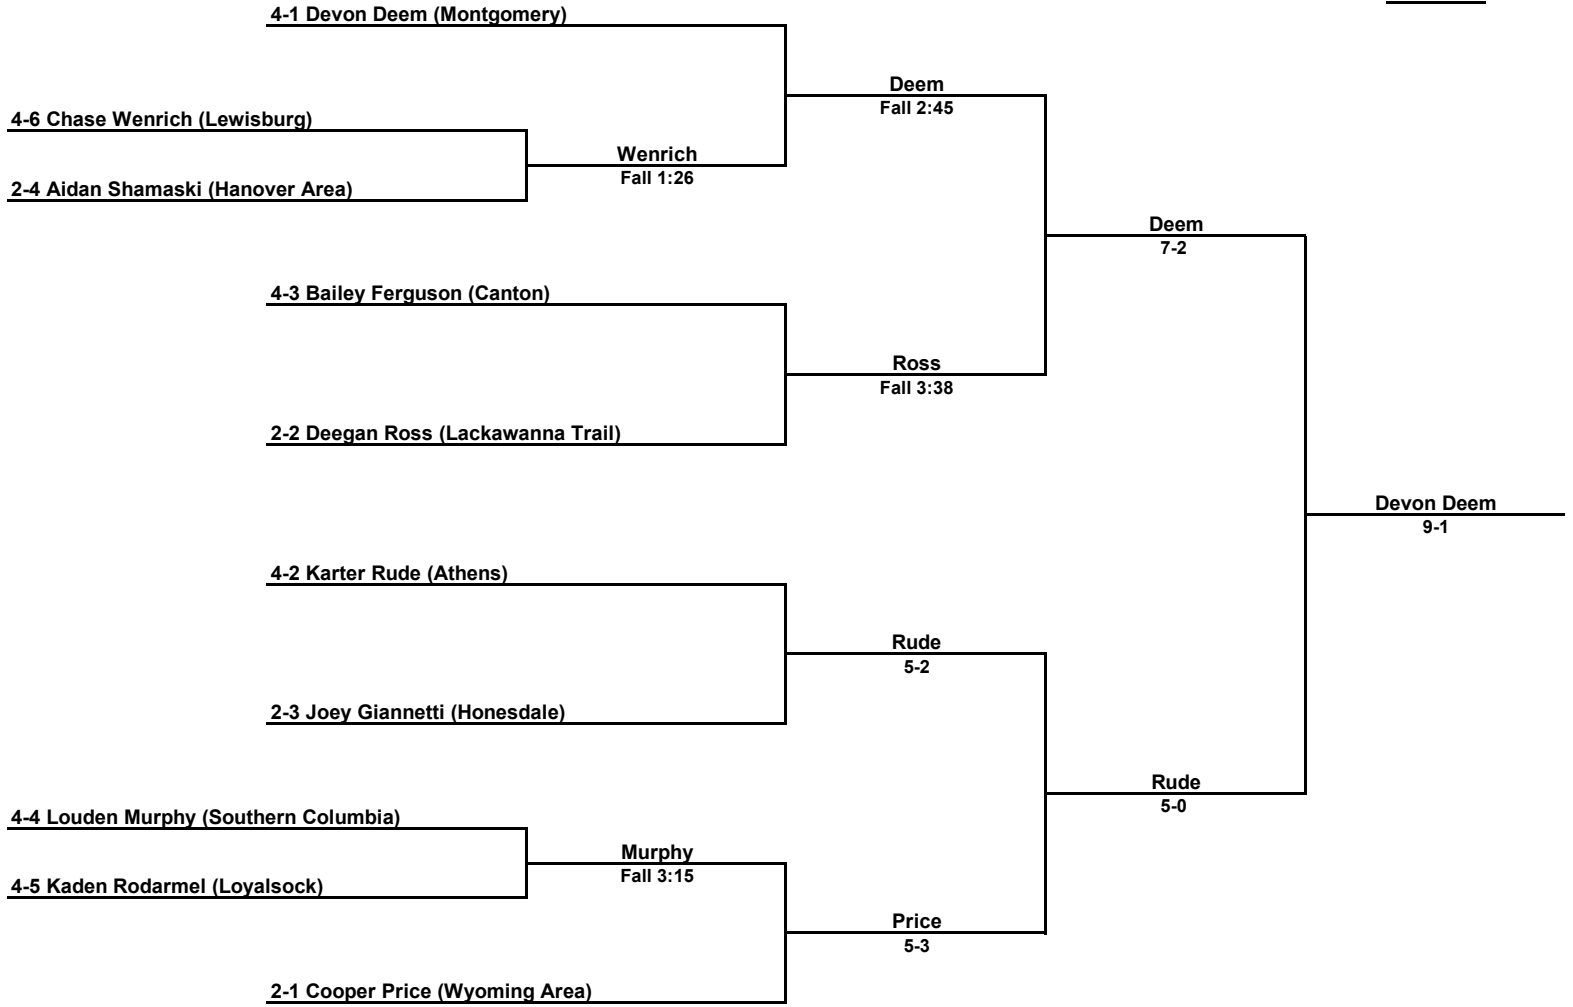 4-1 Devon Deem (Montgomery)
Deem
Fall 2:45
4-6 Chase Wenrich (Lewisburg)
Wenrich
Fall 1:26
2-4 Aidan Shamaski (Hanover Area)
Deem
7-2
4-3 Bailey Ferguson (Canton)
Ross
Fall 3:38
2-2 Deegan Ross (Lackawanna Trail)
Devon Deem
9-1
4-2 Karter Rude (Athens)
Rude
5-2
2-3 Joey Giannetti (Honesdale)
Rude
5-0
4-4 Louden Murphy (Southern Columbia)
Murphy
Fall 3:15
4-5 Kaden Rodarmel (Loyalsock)
Price
5-3
2-1 Cooper Price (Wyoming Area)